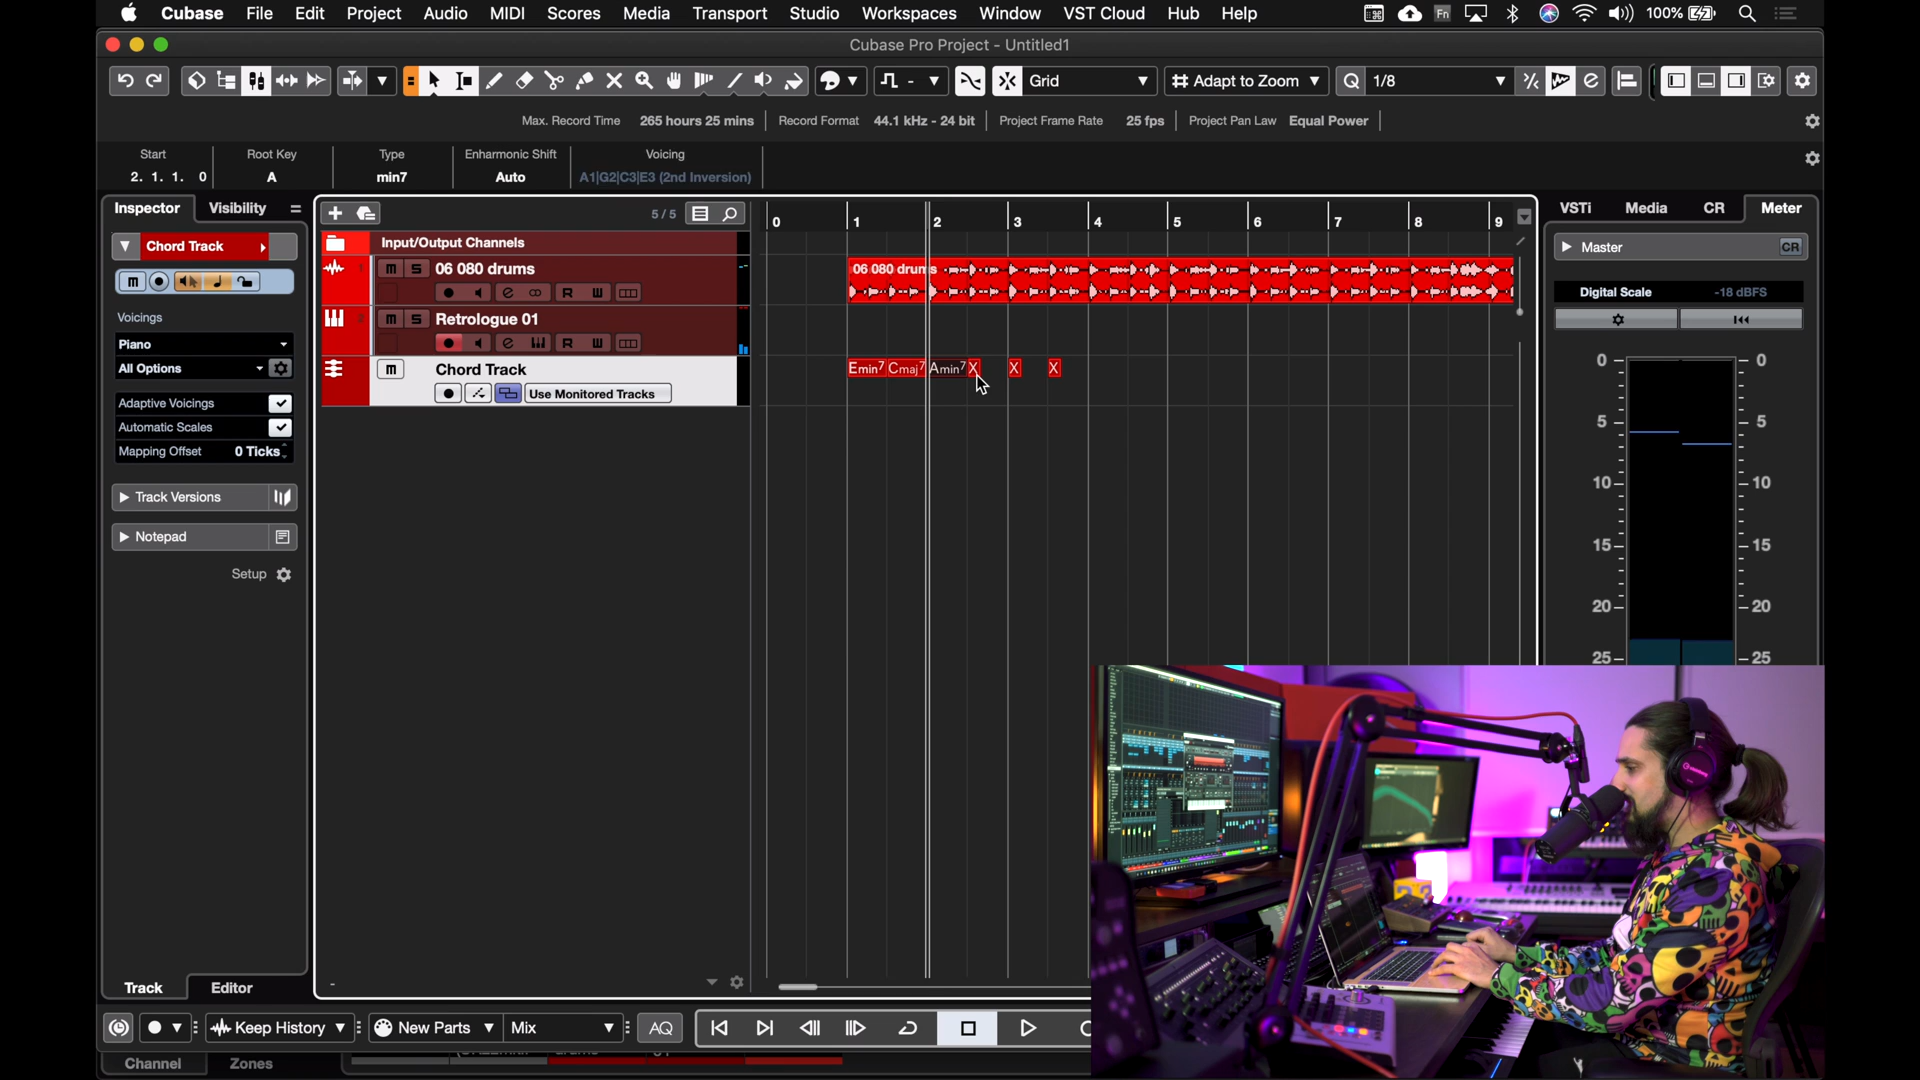 Cubase File Edit Project Audio MIDI Scores Media Transport Studio Workspaces Window VST Cloud Hub Help Fn 100%
Cubase Pro Project - Untitled1
- Grid Adapt to Zoom Q 1/8
Max. Record Time 265 hours 25 mins Record Format 44.1 kHz - 24 bit Project Frame Rate 25 fps Project Pan Law Equal Power
Start Root Key Type Enharmonic Shift Voicing
2. 1. 1. 0 A min7 Auto A1|G2|C3|E3 (2nd Inversion)
Inspector Visibility 5/5 0 1 2 3 4 5 6 7 8 9 VSTi Media CR Meter
Chord Track Input/Output Channels Master CR
m S 06 080 drums 06 080 drums
R W
Digital Scale -18 dBFS
Voicings m S Retrologue 01
Piano R W
All Options m Chord Track Emin7 Cmaj7 Amin7 X X X
Use Monitored Tracks
Adaptive Voicings
Automatic Scales
Mapping Offset 0 Ticks
Track Versions
Notepad
Setup
0 0
5 5
10 10
15 15
20 20
25 25
Track Editor -
Keep History New Parts Mix AQ
Channel Zones